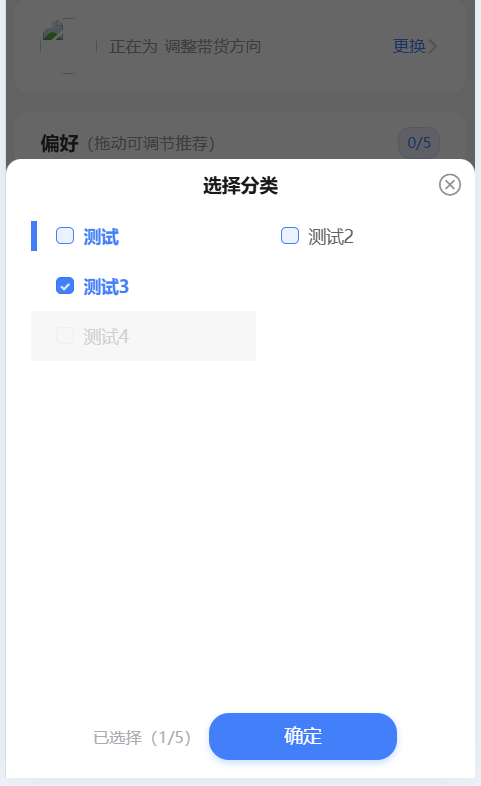 正在为 调整带货方向 更换
偏好（拖动可调节推荐） 0/5
选择分类
测试 测试2
测试3
测试4
已选择（1/5） 确定